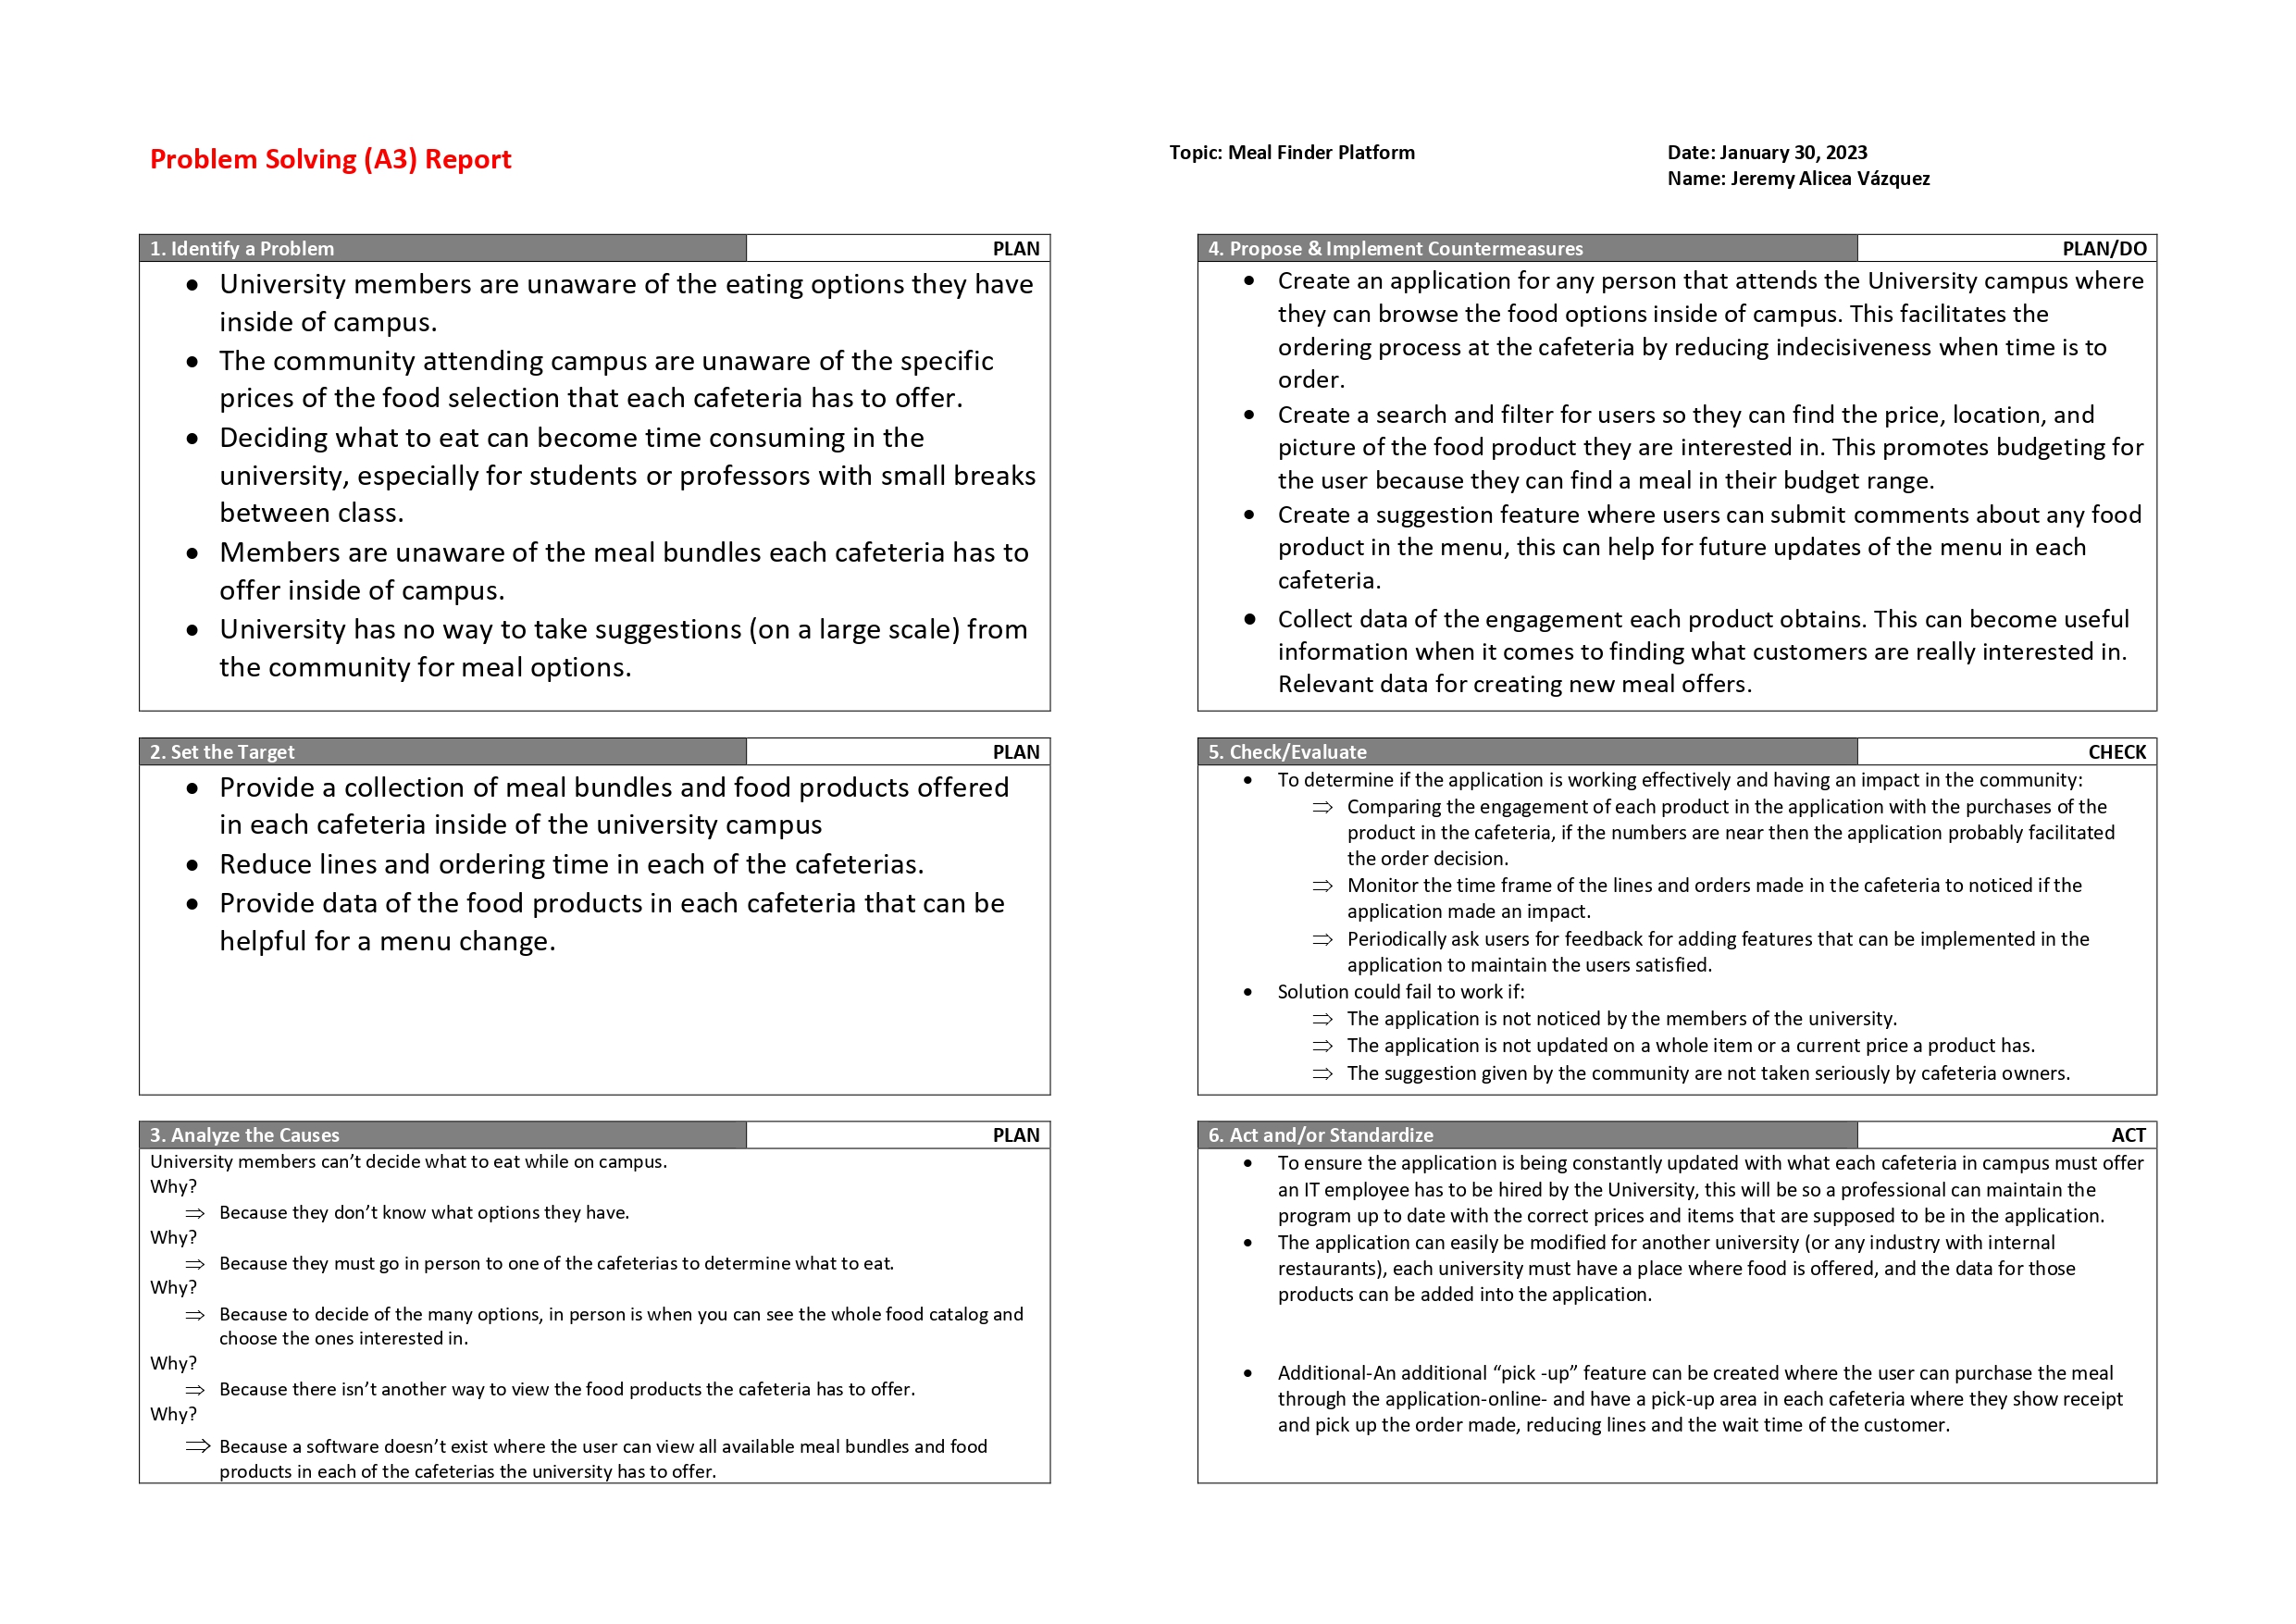 Problem Solving (A3) Report
Topic: Meal Finder Platform
Date: January 30, 2023
Name: Jeremy Alicea Vázquez
1. Identify a Problem
PLAN
• University members are unaware of the eating options they have
inside of campus.
• The community attending campus are unaware of the specific
prices of the food selection that each cafeteria has to offer.
• Deciding what to eat can become time consuming in the
university, especially for students or professors with small breaks
between class.
• Members are unaware of the meal bundles each cafeteria has to
offer inside of campus.
• University has no way to take suggestions (on a large scale) from
the community for meal options.
2. Set the Target
PLAN
• Provide a collection of meal bundles and food products offered
in each cafeteria inside of the university campus
• Reduce lines and ordering time in each of the cafeterias.
• Provide data of the food products in each cafeteria that can be
helpful for a menu change.
3. Analyze the Causes
PLAN
University members can’t decide what to eat while on campus.
Why?
⇒ Because they don’t know what options they have.
Why?
⇒ Because they must go in person to one of the cafeterias to determine what to eat.
Why?
⇒ Because to decide of the many options, in person is when you can see the whole food catalog and
choose the ones interested in.
Why?
⇒ Because there isn’t another way to view the food products the cafeteria has to offer.
Why?
⇒ Because a software doesn’t exist where the user can view all available meal bundles and food
products in each of the cafeterias the university has to offer.
4. Propose & Implement Countermeasures
PLAN/DO
• Create an application for any person that attends the University campus where
they can browse the food options inside of campus. This facilitates the
ordering process at the cafeteria by reducing indecisiveness when time is to
order.
• Create a search and filter for users so they can find the price, location, and
picture of the food product they are interested in. This promotes budgeting for
the user because they can find a meal in their budget range.
• Create a suggestion feature where users can submit comments about any food
product in the menu, this can help for future updates of the menu in each
cafeteria.
• Collect data of the engagement each product obtains. This can become useful
information when it comes to finding what customers are really interested in.
Relevant data for creating new meal offers.
5. Check/Evaluate
CHECK
• To determine if the application is working effectively and having an impact in the community:
⇒ Comparing the engagement of each product in the application with the purchases of the
product in the cafeteria, if the numbers are near then the application probably facilitated
the order decision.
⇒ Monitor the time frame of the lines and orders made in the cafeteria to noticed if the
application made an impact.
⇒ Periodically ask users for feedback for adding features that can be implemented in the
application to maintain the users satisfied.
• Solution could fail to work if:
⇒ The application is not noticed by the members of the university.
⇒ The application is not updated on a whole item or a current price a product has.
⇒ The suggestion given by the community are not taken seriously by cafeteria owners.
6. Act and/or Standardize
ACT
• To ensure the application is being constantly updated with what each cafeteria in campus must offer
an IT employee has to be hired by the University, this will be so a professional can maintain the
program up to date with the correct prices and items that are supposed to be in the application.
• The application can easily be modified for another university (or any industry with internal
restaurants), each university must have a place where food is offered, and the data for those
products can be added into the application.
• Additional-An additional “pick -up” feature can be created where the user can purchase the meal
through the application-online- and have a pick-up area in each cafeteria where they show receipt
and pick up the order made, reducing lines and the wait time of the customer.